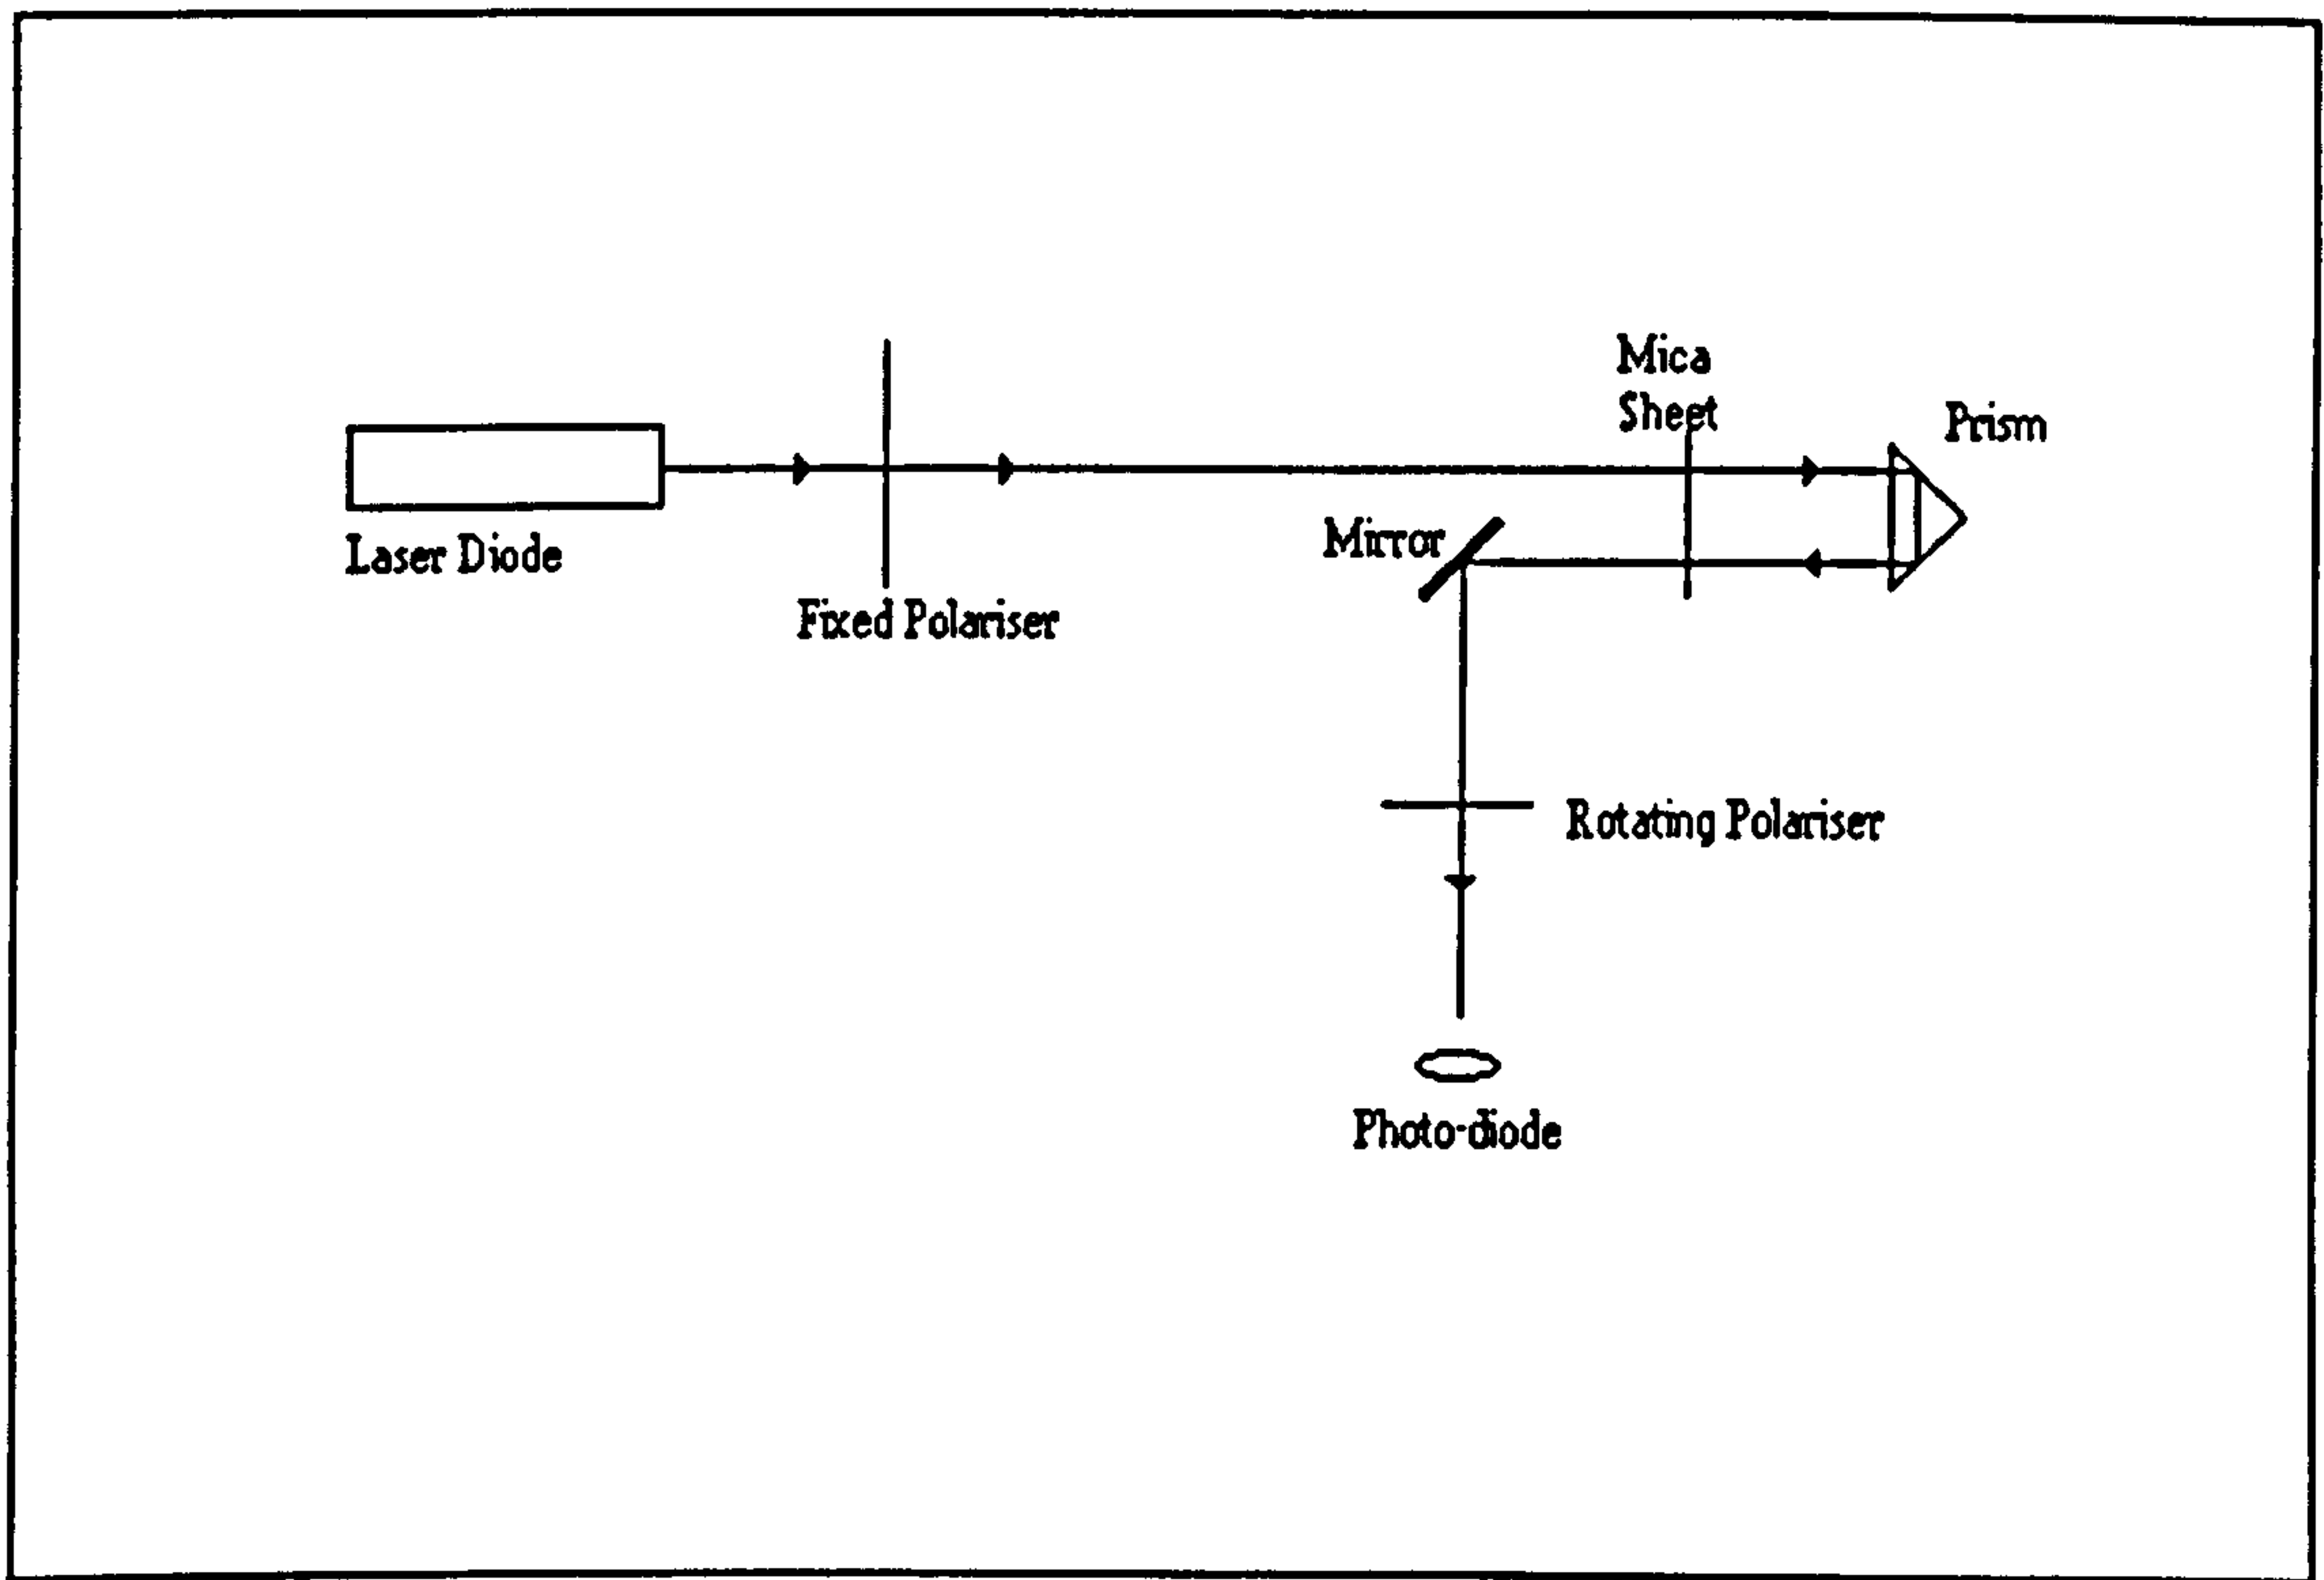 Mica
Sheet
Prism
Laser Diode
Mirror
Fixed Polariser
Rotating Polariser
Photo-diode